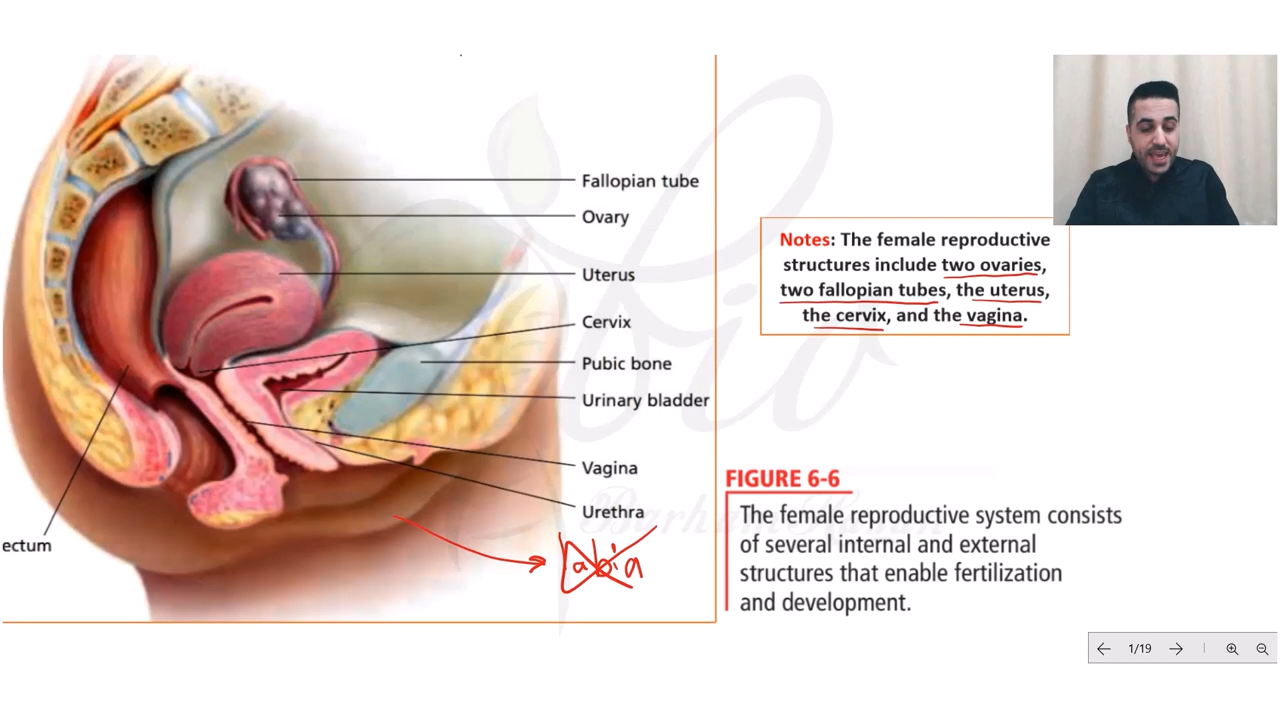 Fallopian tube
Ovary
Uterus
Cervix
Pubic bone
Urinary bladder
Vagina
Urethra
ectum
labia
Notes: The female reproductive
structures include two ovaries,
two fallopian tubes, the uterus,
the cervix, and the vagina.
FIGURE 6-6
The female reproductive system consists
of several internal and external
structures that enable fertilization
and development.
bio
1/19